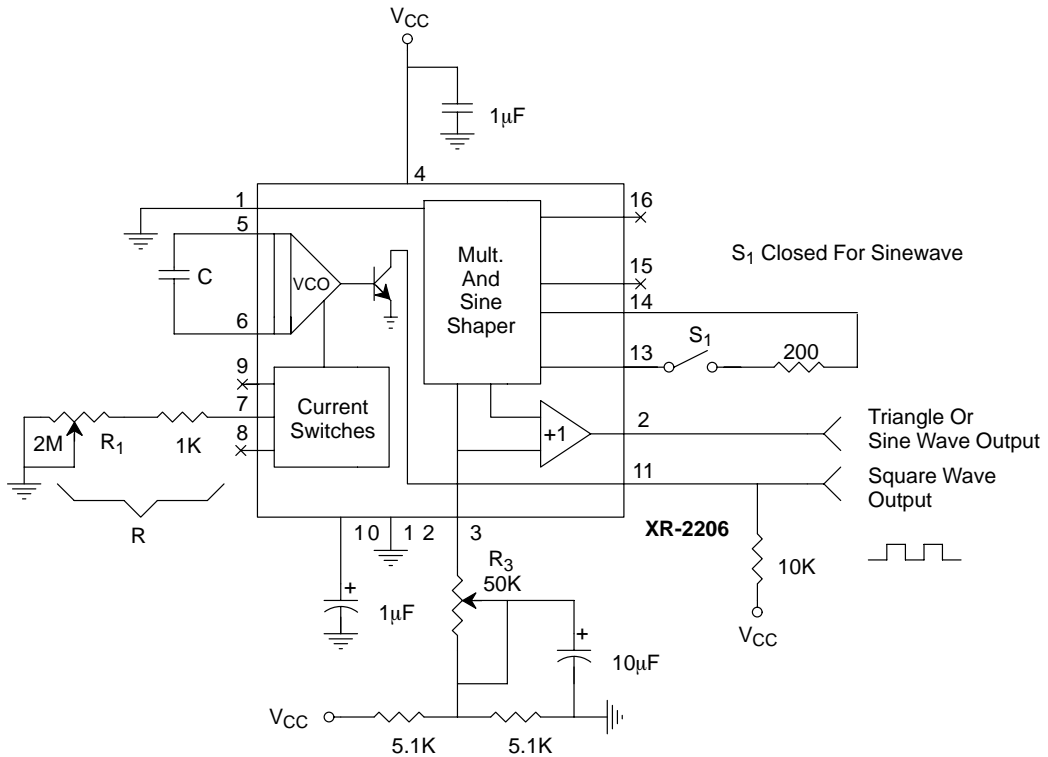 VCC
1μF
4
1
16
5
S1 Closed For Sinewave
Mult.
And
Sine
Shaper
15
C
VCO
14
6
S1
13
200
9
Current
Switches
7
2M
R1
1K
8
+1
2
Triangle Or
Sine Wave Output
11
Square Wave
Output
R
10
1 2
3
XR-2206
R3
50K
10K
1μF
+
+
10μF
VCC
VCC
5.1K
5.1K